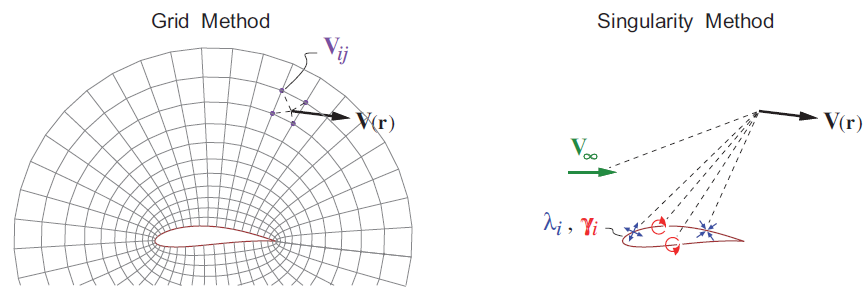 Grid Method
Singularity Method
V_ij
V(r)
V(r)
V_∞
λ_i , γ_i